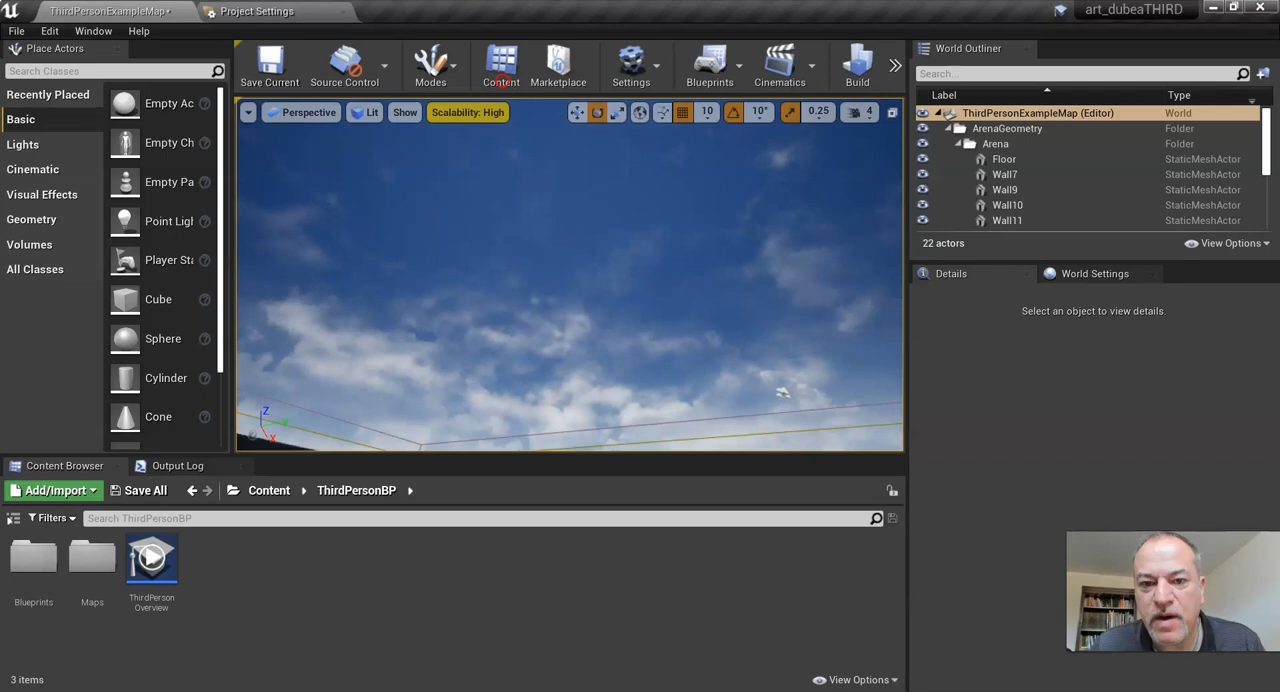 ThirdPersonExampleMap•
Project Settings
art_dubeaTHIRD
File Edit Window Help
Place Actors
Search Classes
Recently Placed
Basic
Lights
Cinematic
Visual Effects
Geometry
Volumes
All Classes
Empty Ac
Empty Ch
Empty Pa
Point Ligh
Player Sta
Cube
Sphere
Cylinder
Cone
Save Current
Source Control
Modes
Content
Marketplace
Settings
Blueprints
Cinematics
Build
Perspective
Lit
Show
Scalability: High
10
10°
0.25
4
Z
X
World Outliner
Search...
Label Type
ThirdPersonExampleMap (Editor) World
ArenaGeometry Folder
Arena Folder
Floor StaticMeshActor
Wall7 StaticMeshActor
Wall9 StaticMeshActor
Wall10 StaticMeshActor
Wall11 StaticMeshActor
22 actors View Options
Details
World Settings
Select an object to view details.
Content Browser
Output Log
Add/Import Save All Content ThirdPersonBP
Filters Search ThirdPersonBP
Blueprints
Maps
ThirdPerson
Overview
3 items View Options